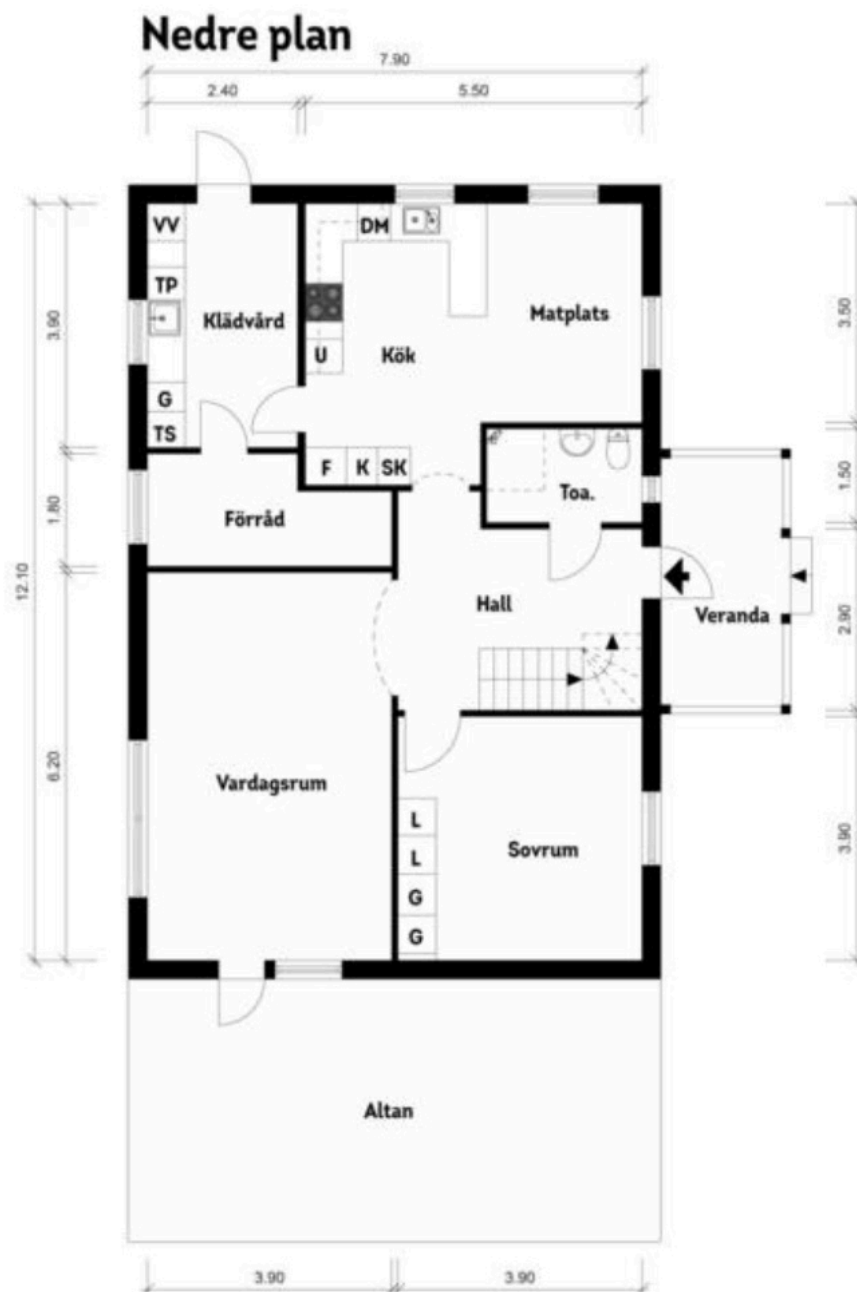 Nedre plan
7.90
2.40
5.50
VV
DM
TP
Klädvård
Matplats
3.90
3.50
U
Kök
G
TS
F
K
SK
Toa.
1.50
Förråd
1.80
12.10
Hall
Veranda
2.90
6.20
Vardagsrum
L
L
Sovrum
G
G
3.90
Altan
3.90
3.90